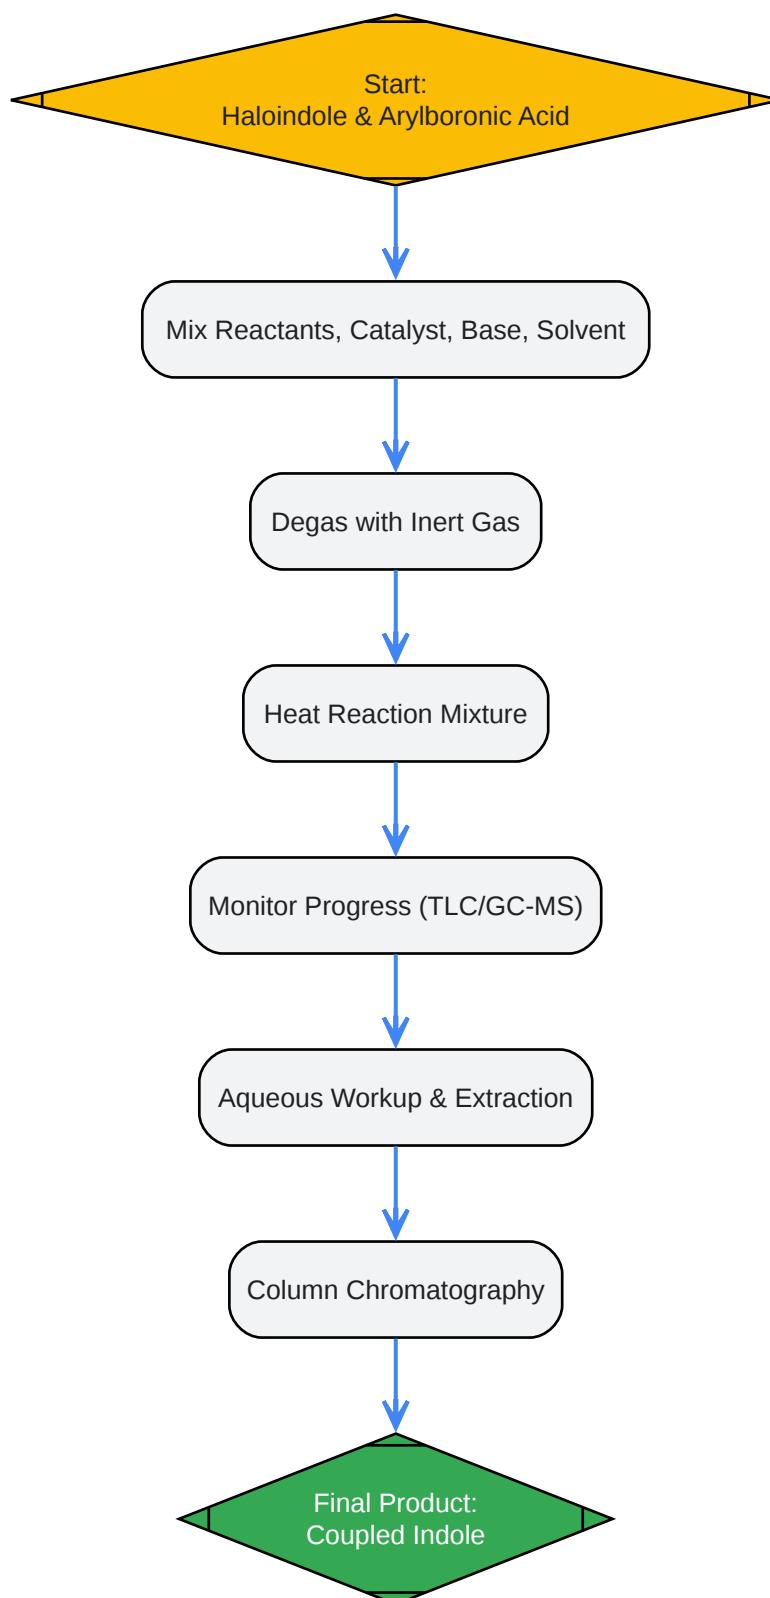 Start:
Haloindole & Arylboronic Acid
Mix Reactants, Catalyst, Base, Solvent
Degas with Inert Gas
Heat Reaction Mixture
Monitor Progress (TLC/GC-MS)
Aqueous Workup & Extraction
Column Chromatography
Final Product:
Coupled Indole